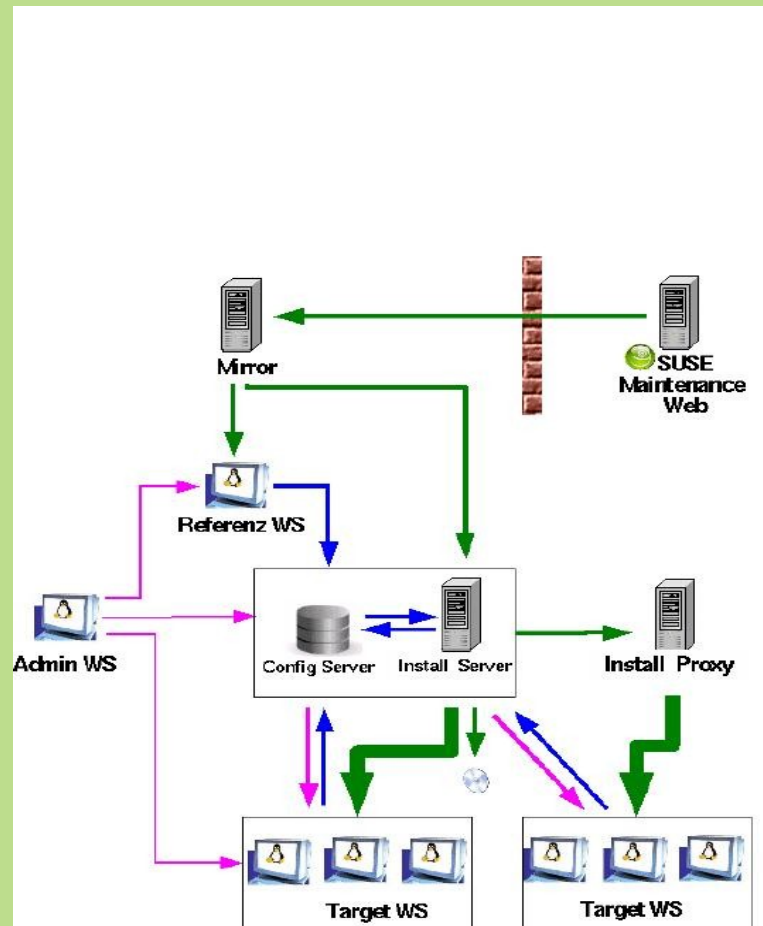 Mirror
SUSE
Maintenance
Web
Referenz WS
Admin WS
Config Server
Install Server
Install Proxy
Target WS
Target WS